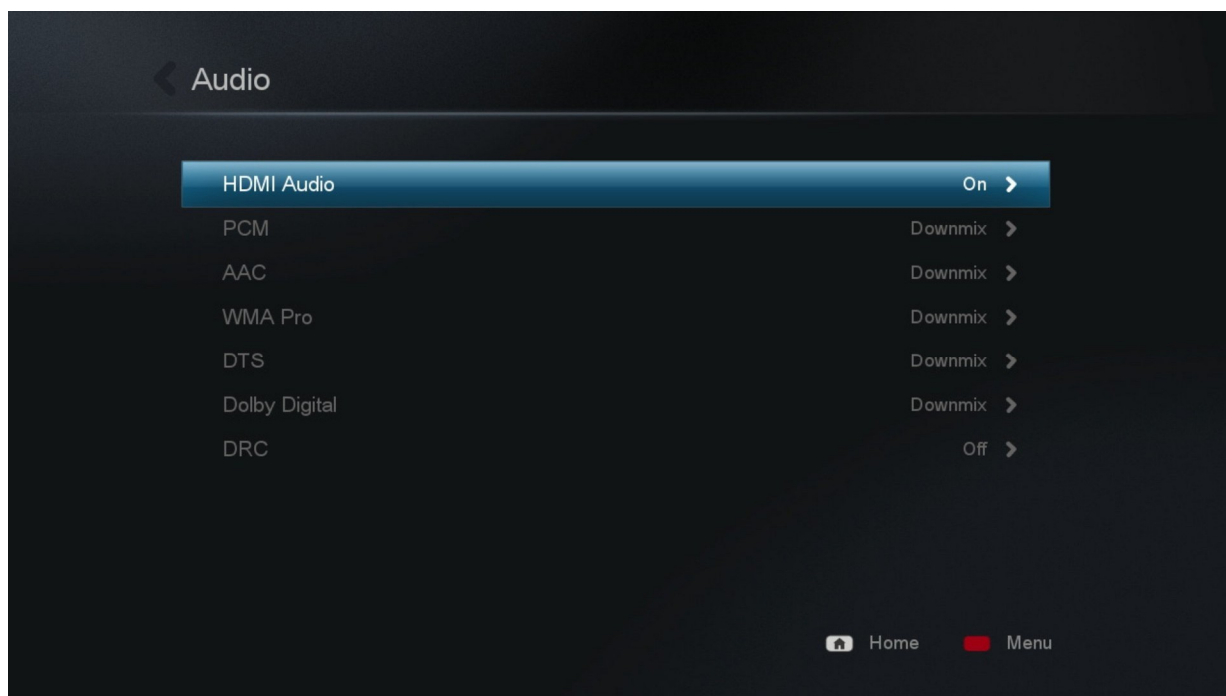 Audio
HDMI Audio On
PCM Downmix
AAC Downmix
WMA Pro Downmix
DTS Downmix
Dolby Digital Downmix
DRC Off
Home Menu